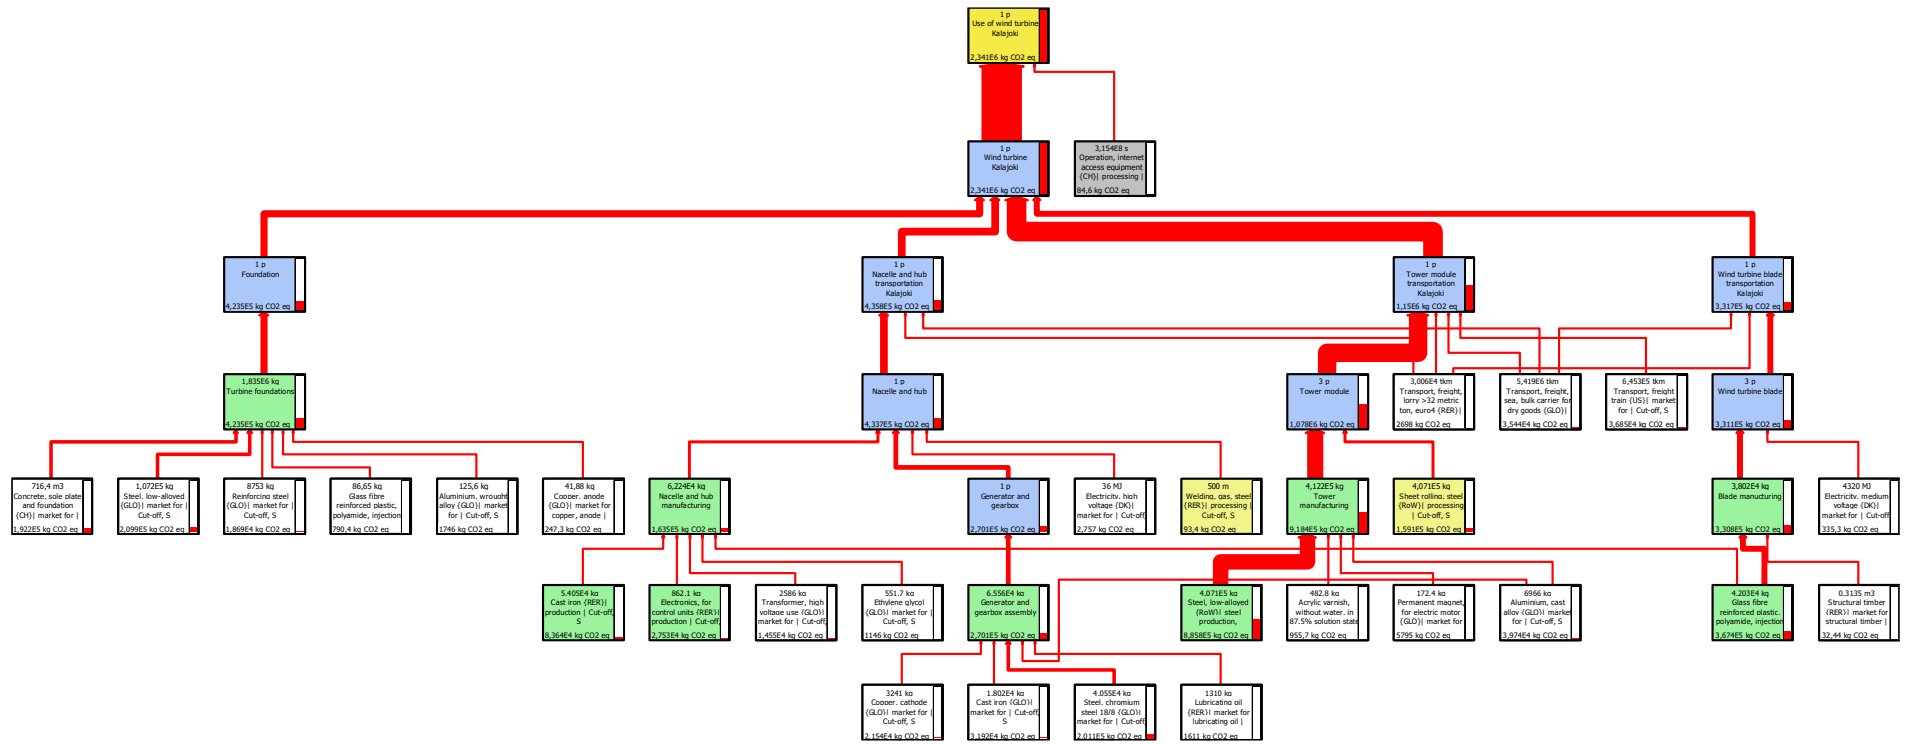 1 p
Use of wind turbine
Kalajoki
2,341E6 kg CO2 eq
1 p
Wind turbine
Kalajoki
2,341E6 kg CO2 eq
3,154E8 s
Operation, internet
access equipment
{CH}| processing |
84,6 kg CO2 eq
1 p
Foundation
4,235E5 kg CO2 eq
1 p
Nacelle and hub
transportation
Kalajoki
4,358E5 kg CO2 eq
1 p
Tower module
transportation
Kalajoki
1,15E6 kg CO2 eq
1 p
Wind turbine blade
transportation
Kalajoki
3,317E5 kg CO2 eq
1,835E6 kg
Turbine foundations
4,235E5 kg CO2 eq
1 p
Nacelle and hub
4,337E5 kg CO2 eq
3 p
Tower module
1,078E6 kg CO2 eq
3,006E4 tkm
Transport, freight,
lorry >32 metric
ton, euro4 {RER}|
2698 kg CO2 eq
5,419E6 tkm
Transport, freight,
sea, bulk carrier for
dry goods {GLO}|
3,544E4 kg CO2 eq
6,453E5 tkm
Transport, freight
train {US}| market
for | Cut-off, S
3,685E4 kg CO2 eq
3 p
Wind turbine blade
3,311E5 kg CO2 eq
716,4 m3
Concrete, sole plate
and foundation
{CH}| market for |
1,922E5 kg CO2 eq
1,072E5 kg
Steel, low-alloyed
{GLO}| market for |
Cut-off, S
2,099E5 kg CO2 eq
8753 kg
Reinforcing steel
{GLO}| market for |
Cut-off, S
1,869E4 kg CO2 eq
86,65 kg
Glass fibre
reinforced plastic,
polyamide, injection
790,4 kg CO2 eq
125,6 kg
Aluminium, wrought
alloy {GLO}| market
for | Cut-off, S
1746 kg CO2 eq
41,88 kg
Copper, anode
{GLO}| market for
copper, anode |
247,3 kg CO2 eq
6,224E4 kg
Nacelle and hub
manufacturing
1,635E5 kg CO2 eq
1 p
Generator and
gearbox
2,701E5 kg CO2 eq
36 MJ
Electricity, high
voltage {DK}|
market for | Cut-off,
2,757 kg CO2 eq
500 m
Welding, gas, steel
{RER}| processing |
Cut-off, S
93,4 kg CO2 eq
4,122E5 kg
Tower
manufacturing
9,184E5 kg CO2 eq
4,071E5 kg
Sheet rolling, steel
{RoW}| processing
| Cut-off, S
1,591E5 kg CO2 eq
3,802E4 kg
Blade manucturing
3,308E5 kg CO2 eq
4320 MJ
Electricity, medium
voltage {DK}|
market for | Cut-off,
335,3 kg CO2 eq
5,405E4 kg
Cast iron {RER}|
production | Cut-off,
S
8,364E4 kg CO2 eq
862,1 kg
Electronics, for
control units {RER}|
production | Cut-off,
2,753E4 kg CO2 eq
2586 kg
Transformer, high
voltage use {GLO}|
market for | Cut-off,
1,455E4 kg CO2 eq
551,7 kg
Ethylene glycol
{GLO}| market for |
Cut-off, S
1146 kg CO2 eq
6,556E4 kg
Generator and
gearbox assembly
2,701E5 kg CO2 eq
4,071E5 kg
Steel, low-alloyed
{RoW}| steel
production,
8,858E5 kg CO2 eq
482,8 kg
Acrylic varnish,
without water, in
87.5% solution state
955,7 kg CO2 eq
172,4 kg
Permanent magnet,
for electric motor
{GLO}| market for
5795 kg CO2 eq
6966 kg
Aluminium, cast
alloy {GLO}| market
for | Cut-off, S
3,974E4 kg CO2 eq
4,203E4 kg
Glass fibre
reinforced plastic,
polyamide, injection
3,674E5 kg CO2 eq
0,3135 m3
Structural timber
{RER}| market for
structural timber |
32,44 kg CO2 eq
3241 kg
Copper, cathode
{GLO}| market for |
Cut-off, S
2,154E4 kg CO2 eq
1,802E4 kg
Cast iron {GLO}|
market for | Cut-off,
S
3,192E4 kg CO2 eq
4,055E4 kg
Steel, chromium
steel 18/8 {GLO}|
market for | Cut-off,
2,011E5 kg CO2 eq
1310 kg
Lubricating oil
{RER}| market for
lubricating oil |
1611 kg CO2 eq